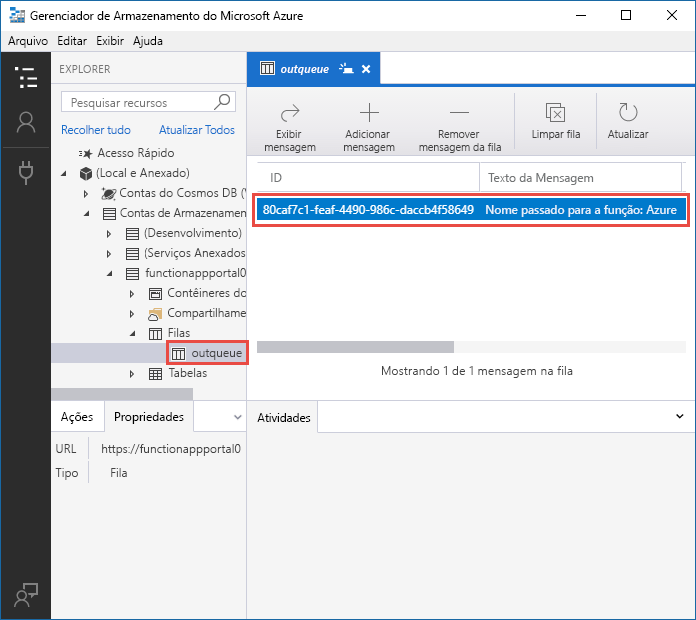 Gerenciador de Armazenamento do Microsoft Azure
Arquivo Editar Exibir Ajuda
EXPLORER
Pesquisar recursos
Recolher tudo Atualizar Todos
Acesso Rápido
(Local e Anexado)
Contas do Cosmos DB (
Contas de Armazenamen
(Desenvolvimento)
(Serviços Anexados
functionappportal0
Contêineres do
Compartilhame
Filas
outqueue
Tabelas
Ações Propriedades
URL https://functionappportal0
Tipo Fila
outqueue
Exibir
mensagem
Adicionar
mensagem
Remover
mensagem da fila
Limpar fila
Atualizar
ID Texto da Mensagem
80caf7c1-feaf-4490-986c-daccb4f58649 Nome passado para a função: Azure
Mostrando 1 de 1 mensagem na fila
Atividades